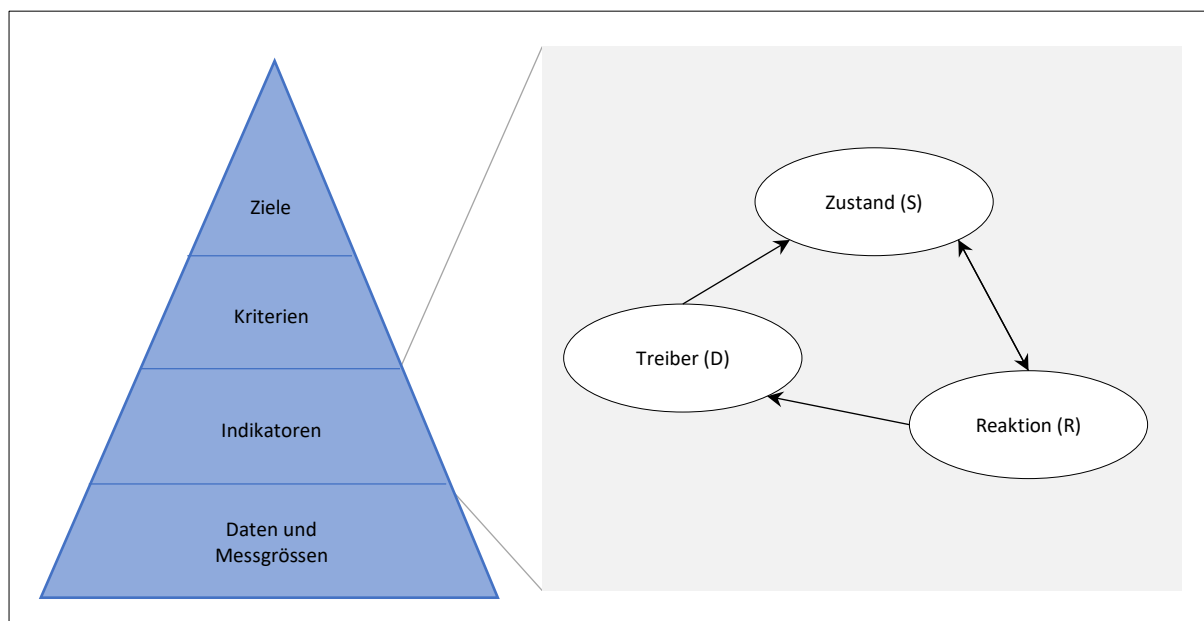 Ziele
Kriterien
Indikatoren
Daten und
Messgrössen
Zustand (S)
Treiber (D)
Reaktion (R)